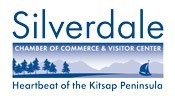 Silverdale
CHAMBER OF COMMERCE & VISITOR CENTER
Heartbeat of the Kitsap Peninsula